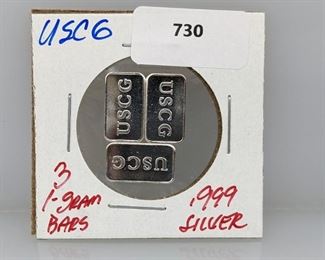 USCG
730
USCG
USCG
USCG
3
1-gram
BARS
.999
SILVER